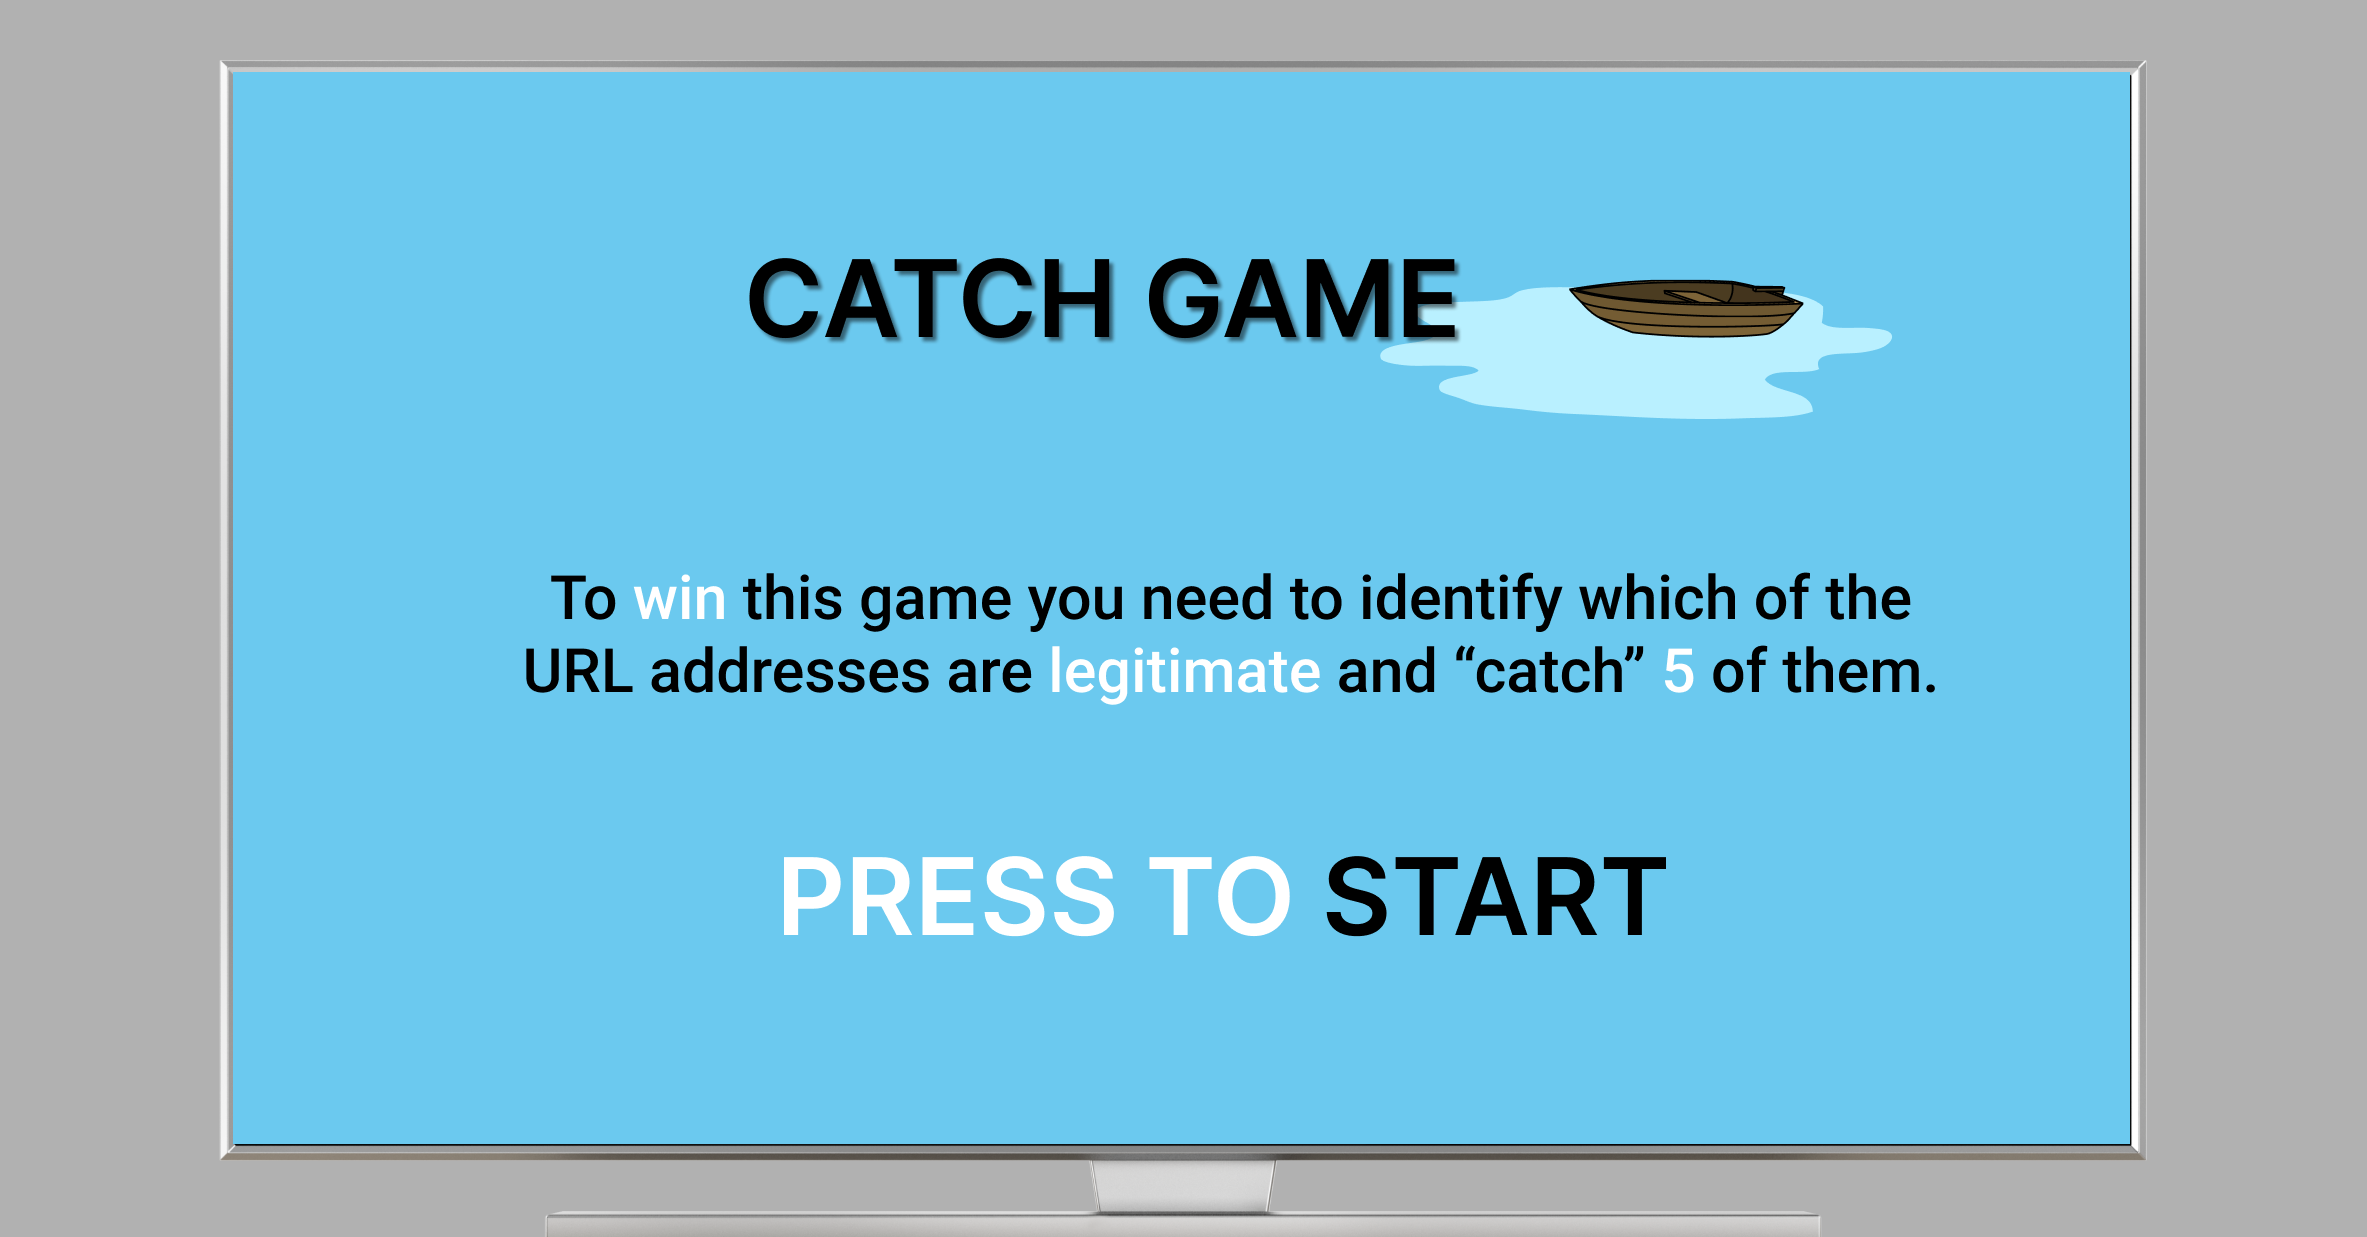 CATCH GAME
To win this game you need to identify which of the
URL addresses are legitimate and “catch” 5 of them.
PRESS TO START